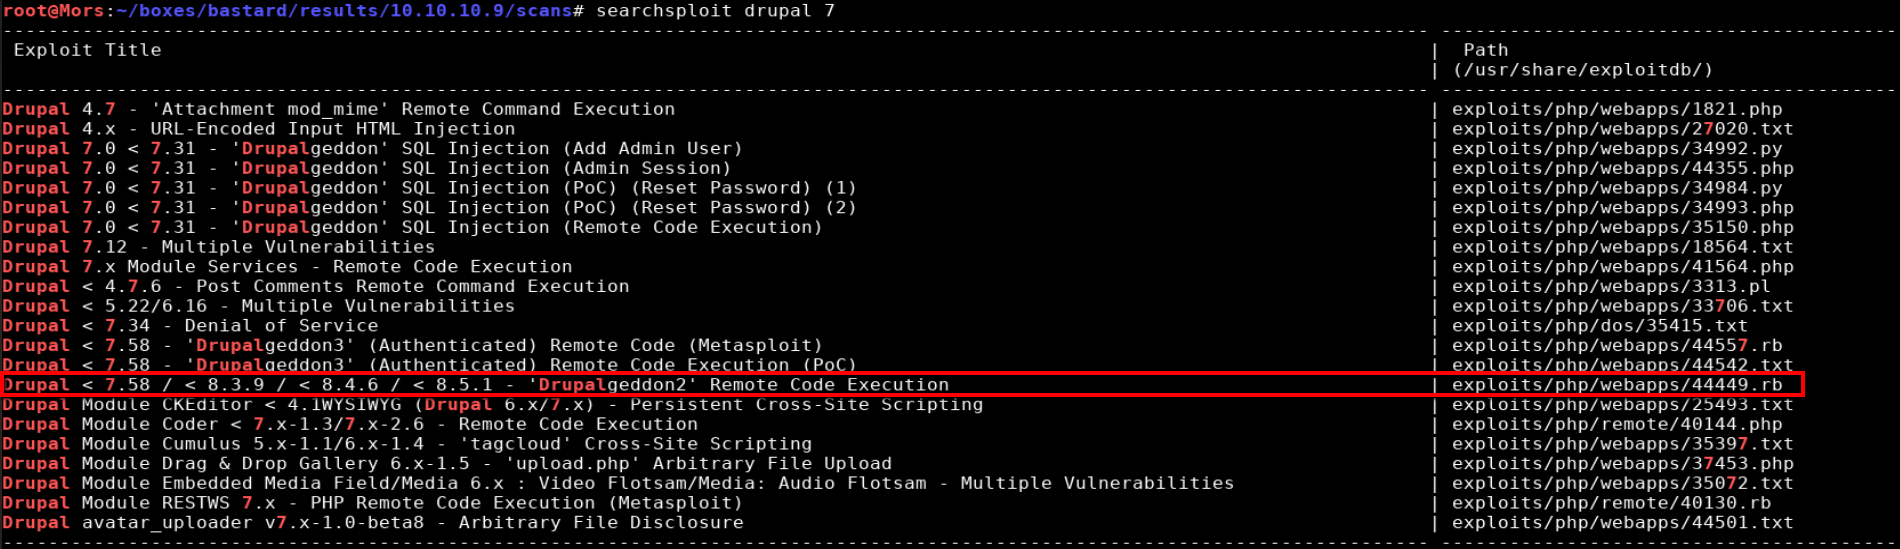 root@Mors:~/boxes/bastard/results/10.10.10.9/scans# searchsploit drupal 7
Exploit Title | Path
| (/usr/share/exploitdb/)
Drupal 4.7 - 'Attachment mod_mime' Remote Command Execution | exploits/php/webapps/1821.php
Drupal 4.x - URL-Encoded Input HTML Injection | exploits/php/webapps/27020.txt
Drupal 7.0 < 7.31 - 'Drupalgeddon' SQL Injection (Add Admin User) | exploits/php/webapps/34992.py
Drupal 7.0 < 7.31 - 'Drupalgeddon' SQL Injection (Admin Session) | exploits/php/webapps/44355.php
Drupal 7.0 < 7.31 - 'Drupalgeddon' SQL Injection (PoC) (Reset Password) (1) | exploits/php/webapps/34984.py
Drupal 7.0 < 7.31 - 'Drupalgeddon' SQL Injection (PoC) (Reset Password) (2) | exploits/php/webapps/34993.php
Drupal 7.0 < 7.31 - 'Drupalgeddon' SQL Injection (Remote Code Execution) | exploits/php/webapps/35150.php
Drupal 7.12 - Multiple Vulnerabilities | exploits/php/webapps/18564.txt
Drupal 7.x Module Services - Remote Code Execution | exploits/php/webapps/41564.php
Drupal < 4.7.6 - Post Comments Remote Command Execution | exploits/php/webapps/3313.pl
Drupal < 5.22/6.16 - Multiple Vulnerabilities | exploits/php/webapps/33706.txt
Drupal < 7.34 - Denial of Service | exploits/php/dos/35415.txt
Drupal < 7.58 - 'Drupalgeddon3' (Authenticated) Remote Code (Metasploit) | exploits/php/webapps/44557.rb
Drupal < 7.58 - 'Drupalgeddon3' (Authenticated) Remote Code Execution (PoC) | exploits/php/webapps/44542.txt
Drupal < 7.58 / < 8.3.9 / < 8.4.6 / < 8.5.1 - 'Drupalgeddon2' Remote Code Execution | exploits/php/webapps/44449.rb
Drupal Module CKEditor < 4.1WYSIWYG (Drupal 6.x/7.x) - Persistent Cross-Site Scripting | exploits/php/webapps/25493.txt
Drupal Module Coder < 7.x-1.3/7.x-2.6 - Remote Code Execution | exploits/php/remote/40144.php
Drupal Module Cumulus 5.x-1.1/6.x-1.4 - 'tagcloud' Cross-Site Scripting | exploits/php/webapps/35397.txt
Drupal Module Drag & Drop Gallery 6.x-1.5 - 'upload.php' Arbitrary File Upload | exploits/php/webapps/37453.php
Drupal Module Embedded Media Field/Media 6.x : Video Flotsam/Media: Audio Flotsam - Multiple Vulnerabilities | exploits/php/webapps/35072.txt
Drupal Module RESTWS 7.x - PHP Remote Code Execution (Metasploit) | exploits/php/remote/40130.rb
Drupal avatar_uploader v7.x-1.0-beta8 - Arbitrary File Disclosure | exploits/php/webapps/44501.txt